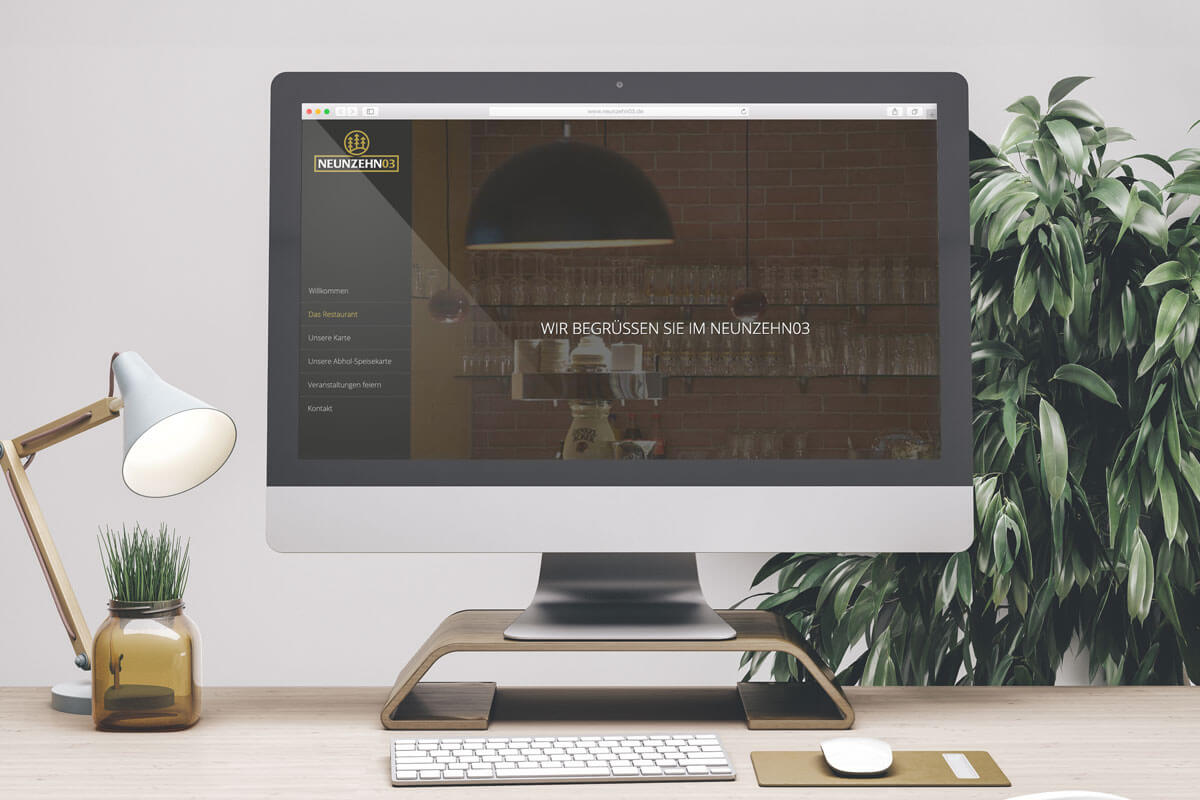 www.neunzehn03.de
NEUNZEHN03
Willkommen
Das Restaurant
Unsere Karte
Unsere Abhol-Speisekarte
Veranstaltungen feiern
Kontakt
WIR BEGRÜSSEN SIE IM NEUNZEHN03